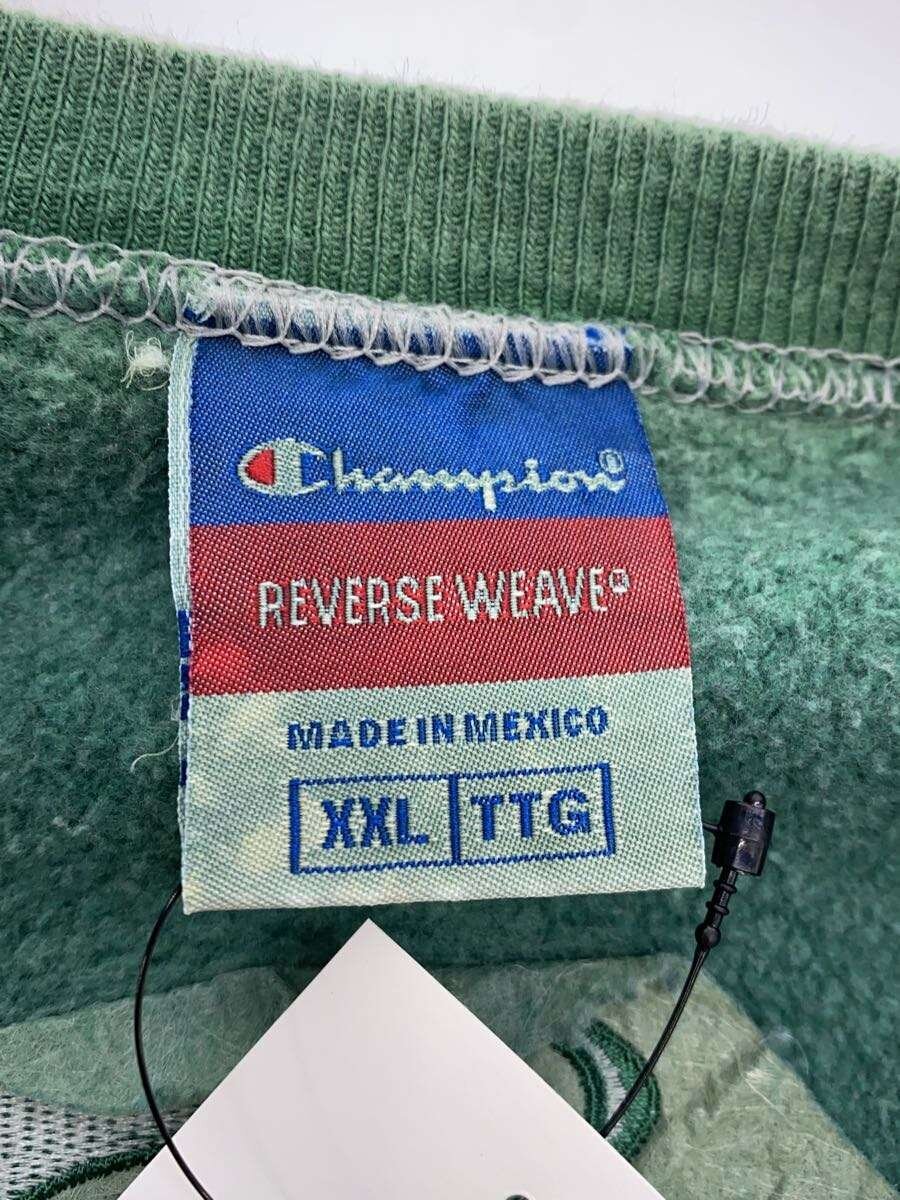 Champion®
REVERSE WEAVE
MADE IN MEXICO
XXL TTG